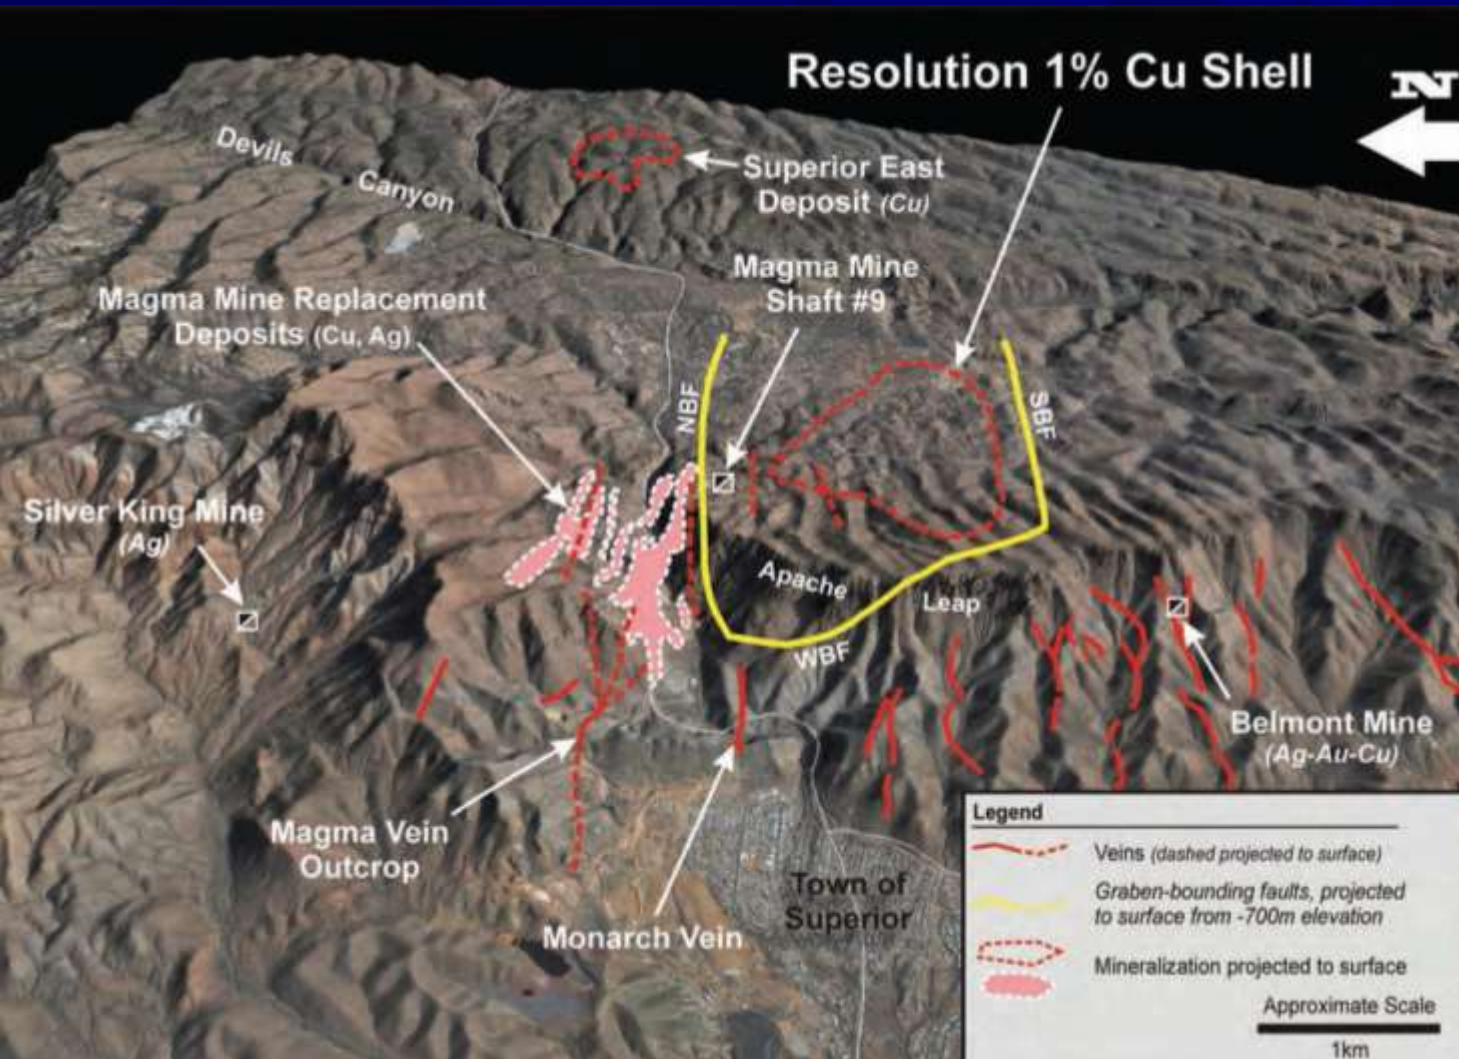 Resolution 1% Cu Shell
N
Devils
Canyon
Superior East
Deposit (Cu)
Magma Mine
Shaft #9
Magma Mine Replacement
Deposits (Cu, Ag)
NBF
SBF
Silver King Mine
(Ag)
Apache
Leap
WBF
Belmont Mine
(Ag-Au-Cu)
Magma Vein
Outcrop
Monarch Vein
Town of
Superior
Legend
Veins (dashed projected to surface)
Graben-bounding faults, projected
to surface from -700m elevation
Mineralization projected to surface
Approximate Scale
1km